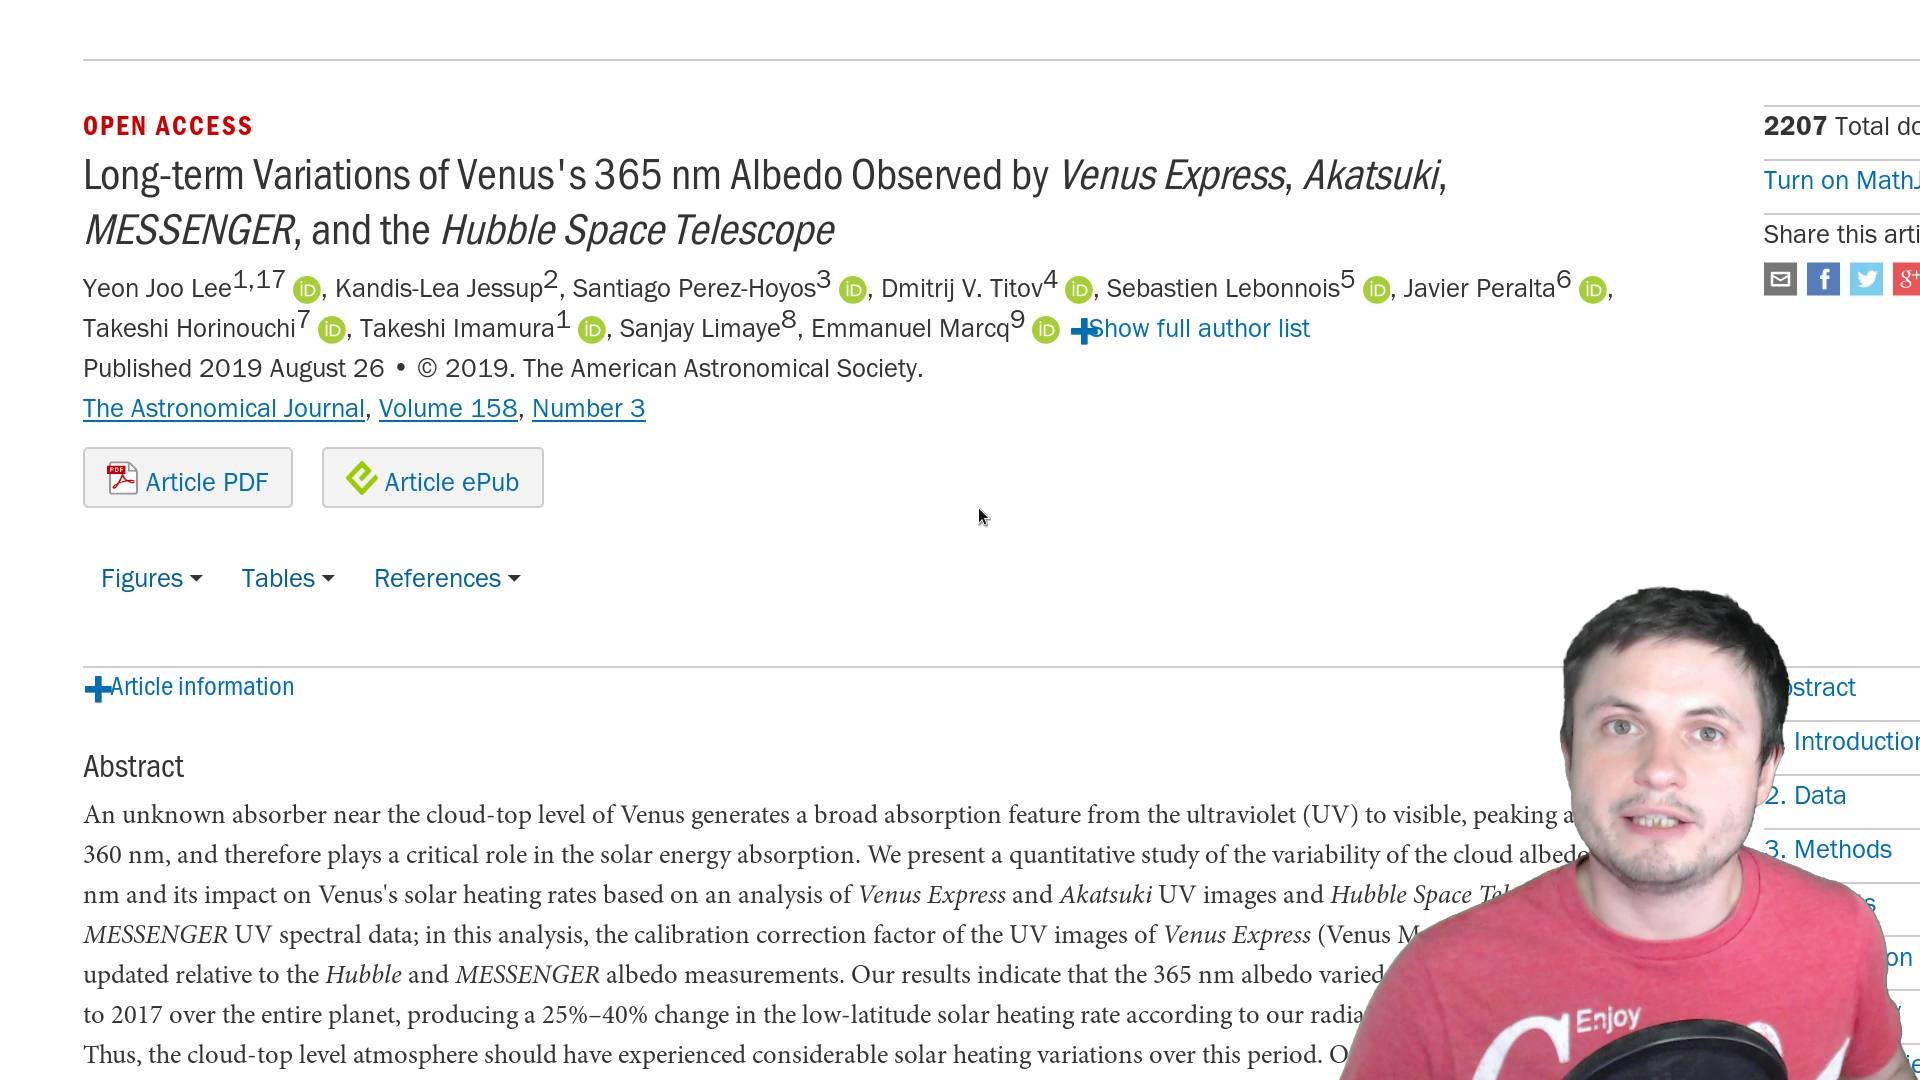 OPEN ACCESS
Long-term Variations of Venus's 365 nm Albedo Observed by Venus Express, Akatsuki,
MESSENGER, and the Hubble Space Telescope
Yeon Joo Lee1,17 iD, Kandis-Lea Jessup2, Santiago Perez-Hoyos3 iD, Dmitrij V. Titov4 iD, Sebastien Lebonnois5 iD, Javier Peralta6 iD,
Takeshi Horinouchi7 iD, Takeshi Imamura1 iD, Sanjay Limaye8, Emmanuel Marcq9 iD Show full author list
Published 2019 August 26 • © 2019. The American Astronomical Society.
The Astronomical Journal, Volume 158, Number 3
PDF Article PDF
Article ePub
Figures Tables References
Article information
Abstract
An unknown absorber near the cloud-top level of Venus generates a broad absorption feature from the ultraviolet (UV) to visible, peaking
360 nm, and therefore plays a critical role in the solar energy absorption. We present a quantitative study of the variability of the cloud albedo
nm and its impact on Venus's solar heating rates based on an analysis of Venus Express and Akatsuki UV images and Hubble Space
MESSENGER UV spectral data; in this analysis, the calibration correction factor of the UV images of Venus Express (Venus
updated relative to the Hubble and MESSENGER albedo measurements. Our results indicate that the 365 nm albedo varied
to 2017 over the entire planet, producing a 25%–40% change in the low-latitude solar heating rate according to our
Thus, the cloud-top level atmosphere should have experienced considerable solar heating variations over this period.
2207 Total
Turn on
Share this
f
g+
Introduction
2. Data
3. Methods
Enjoy